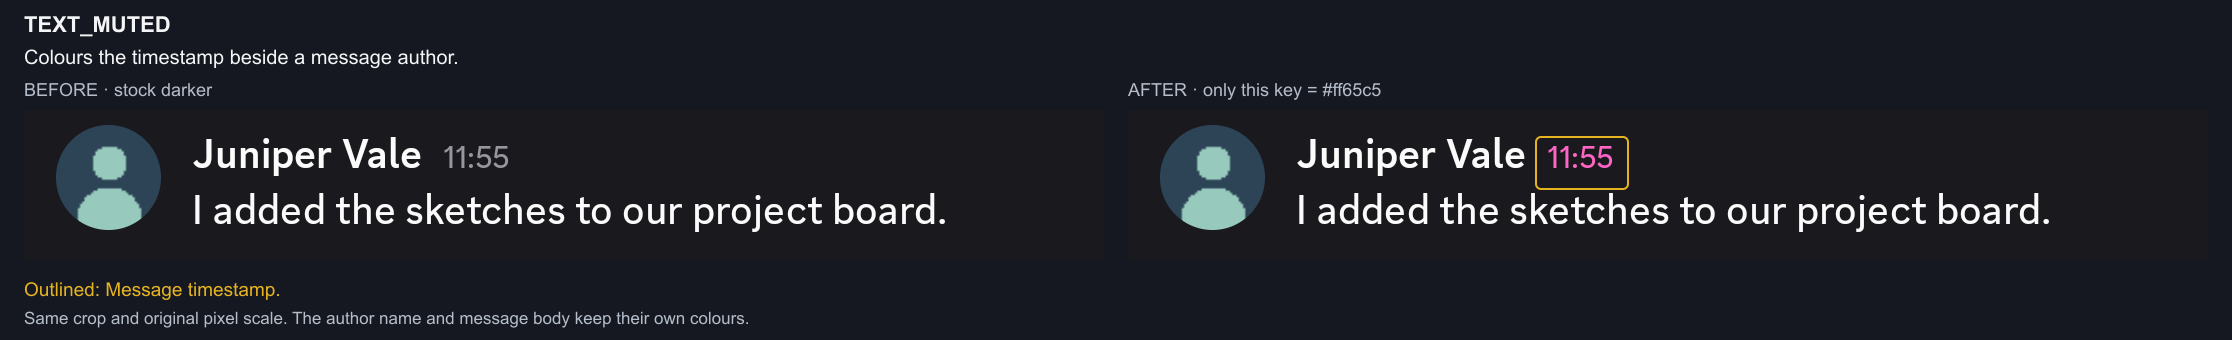 TEXT_MUTED
Colours the timestamp beside a message author.
BEFORE · stock darker
Juniper Vale 11:55
I added the sketches to our project board.
AFTER · only this key = #ff65c5
Juniper Vale 11:55
I added the sketches to our project board.
Outlined: Message timestamp.
Same crop and original pixel scale. The author name and message body keep their own colours.